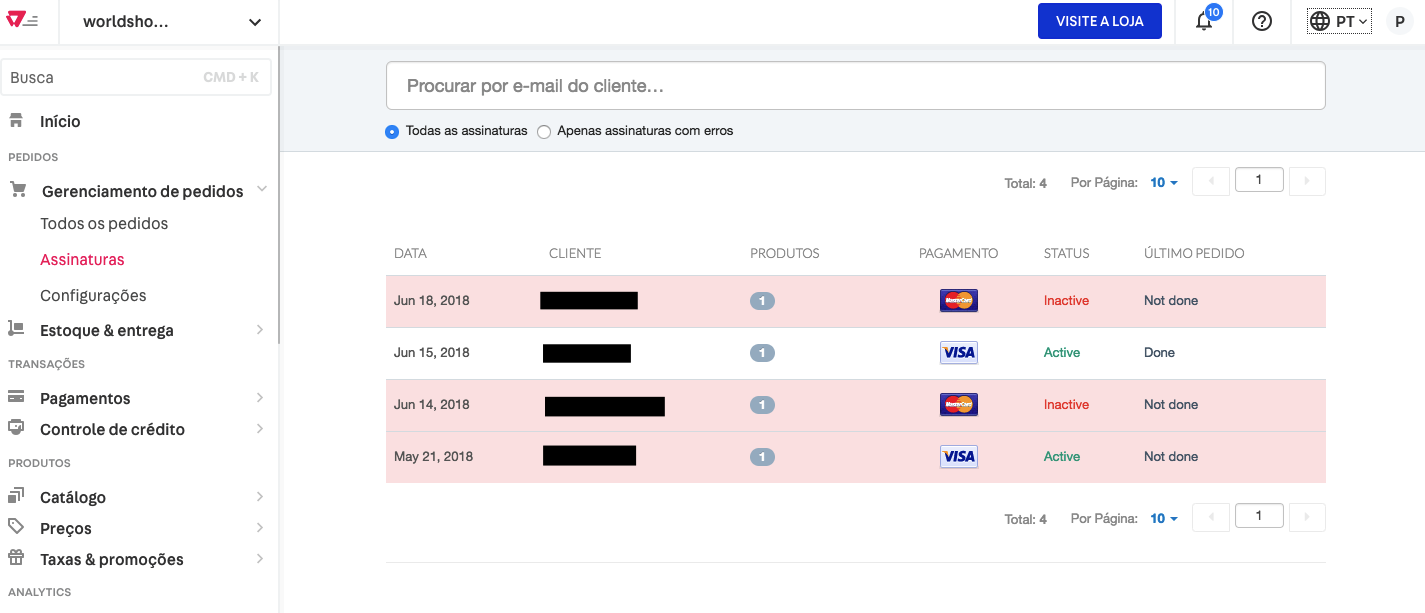 worldsho...
VISITE A LOJA
10
PT
P
Busca CMD + K
Início
PEDIDOS
Gerenciamento de pedidos
Todos os pedidos
Assinaturas
Configurações
Estoque & entrega
TRANSAÇÕES
Pagamentos
Controle de crédito
PRODUTOS
Catálogo
Preços
Taxas & promoções
ANALYTICS
Procurar por e-mail do cliente...
Todas as assinaturas Apenas assinaturas com erros
Total: 4 Por Página: 10 1
DATA CLIENTE PRODUTOS PAGAMENTO STATUS ÚLTIMO PEDIDO
Jun 18, 2018 1 MasterCard Inactive Not done
Jun 15, 2018 1 VISA Active Done
Jun 14, 2018 1 MasterCard Inactive Not done
May 21, 2018 1 VISA Active Not done
Total: 4 Por Página: 10 1